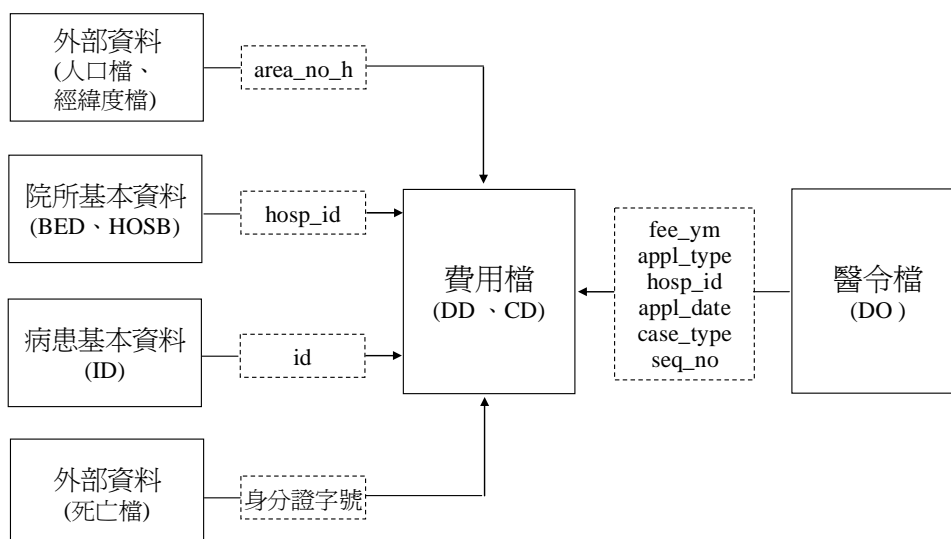 外部資料
(人口檔、
經緯度檔)
area_no_h
院所基本資料
(BED、HOSB)
hosp_id
病患基本資料
(ID)
id
外部資料
(死亡檔)
身分證字號
費用檔
(DD、CD)
fee_ym
appl_type
hosp_id
appl_date
case_type
seq_no
醫令檔
(DO )